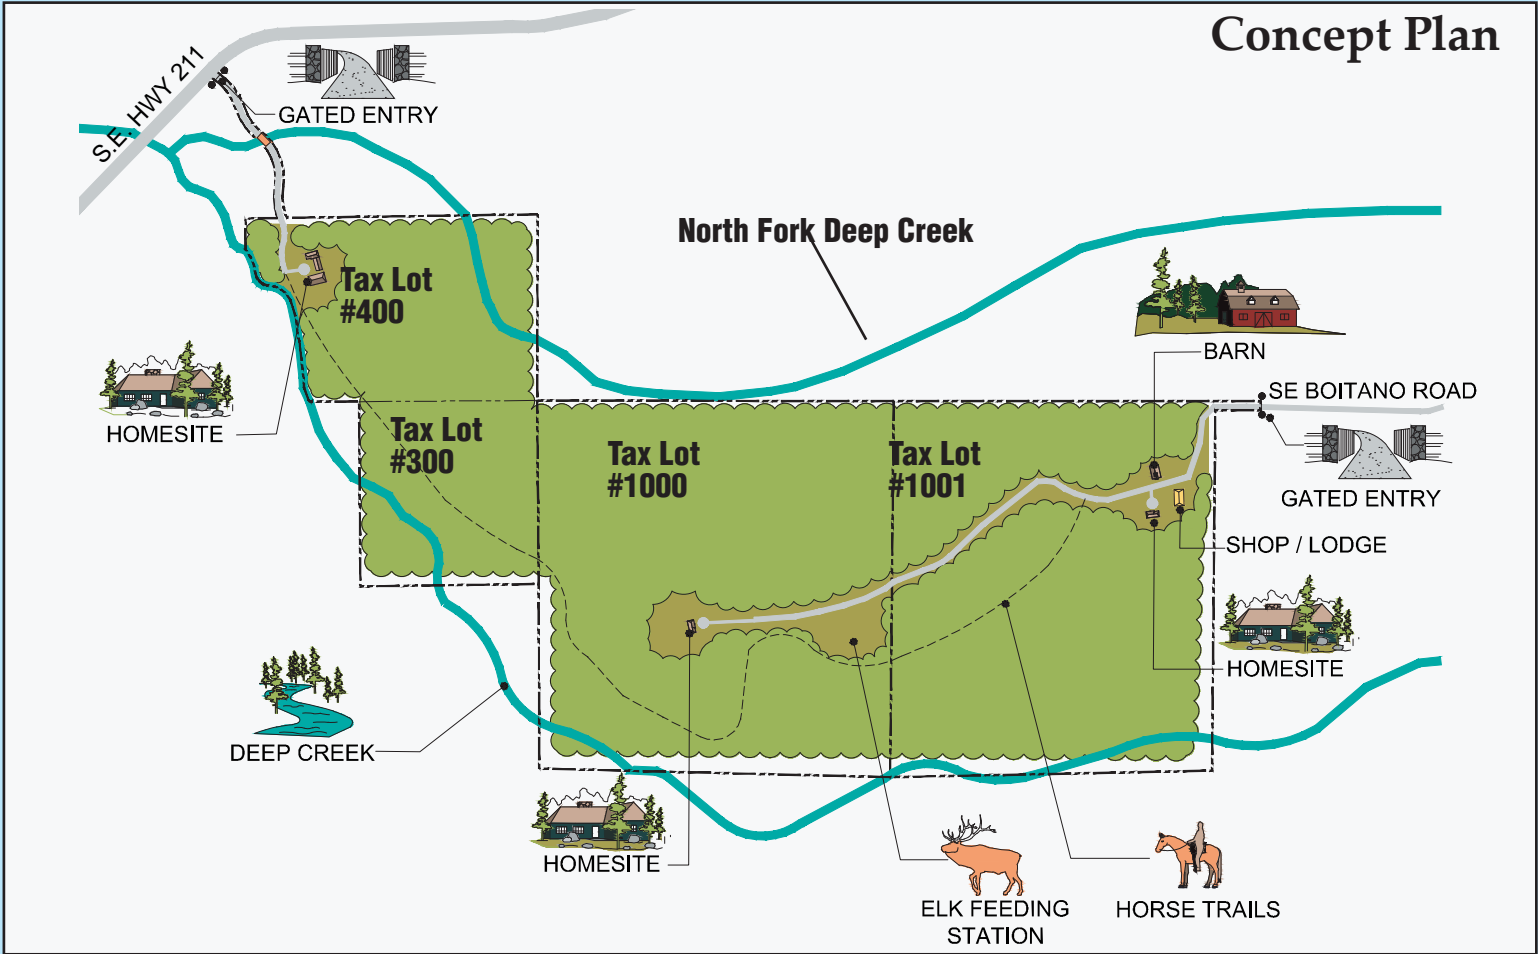 Concept Plan
S.E. HWY 211
GATED ENTRY
North Fork Deep Creek
Tax Lot
#400
BARN
SE BOITANO ROAD
HOMESITE
Tax Lot
#300
Tax Lot
#1000
Tax Lot
#1001
GATED ENTRY
SHOP / LODGE
HOMESITE
DEEP CREEK
HOMESITE
ELK FEEDING
STATION
HORSE TRAILS